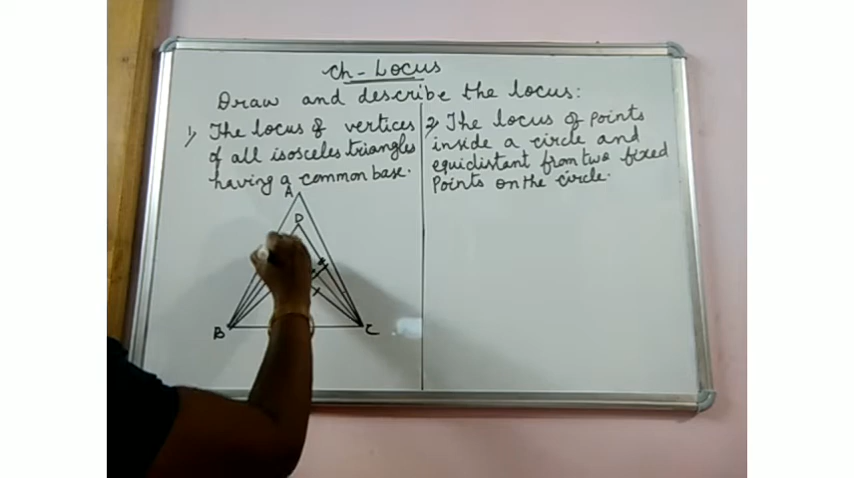 Ch - Locus
Draw and describe the locus:
1) The locus of vertices
of all isosceles triangles
having a common base.
2) The locus of points
inside a circle and
equidistant from two fixed
Points on the circle.
A
D
B
C